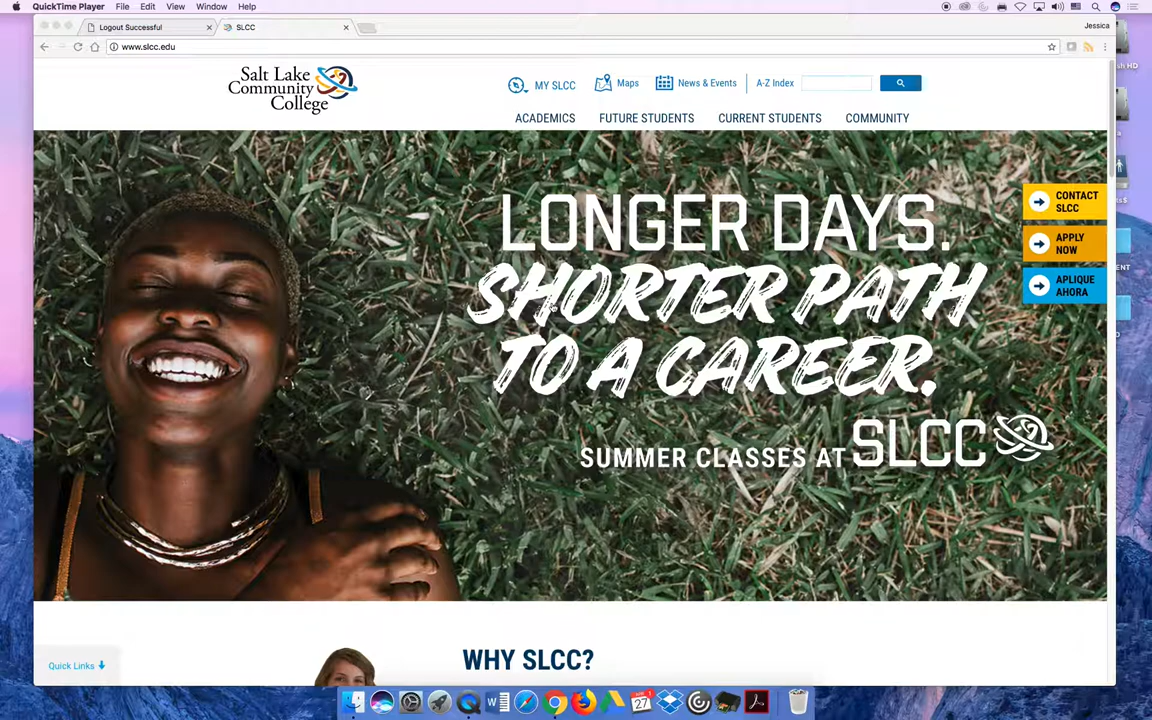 QuickTime Player File Edit View Window Help
Logout Successful
SLCC
Jessica
www.slcc.edu
Salt Lake
Community
College
MY SLCC
Maps
News & Events
A-Z Index
ACADEMICS
FUTURE STUDENTS
CURRENT STUDENTS
COMMUNITY
LONGER DAYS.
SHORTER PATH
TO A CAREER.
SUMMER CLASSES AT SLCC
CONTACT
SLCC
APPLY
NOW
APLIQUE
AHORA
WHY SLCC?
Quick Links
27